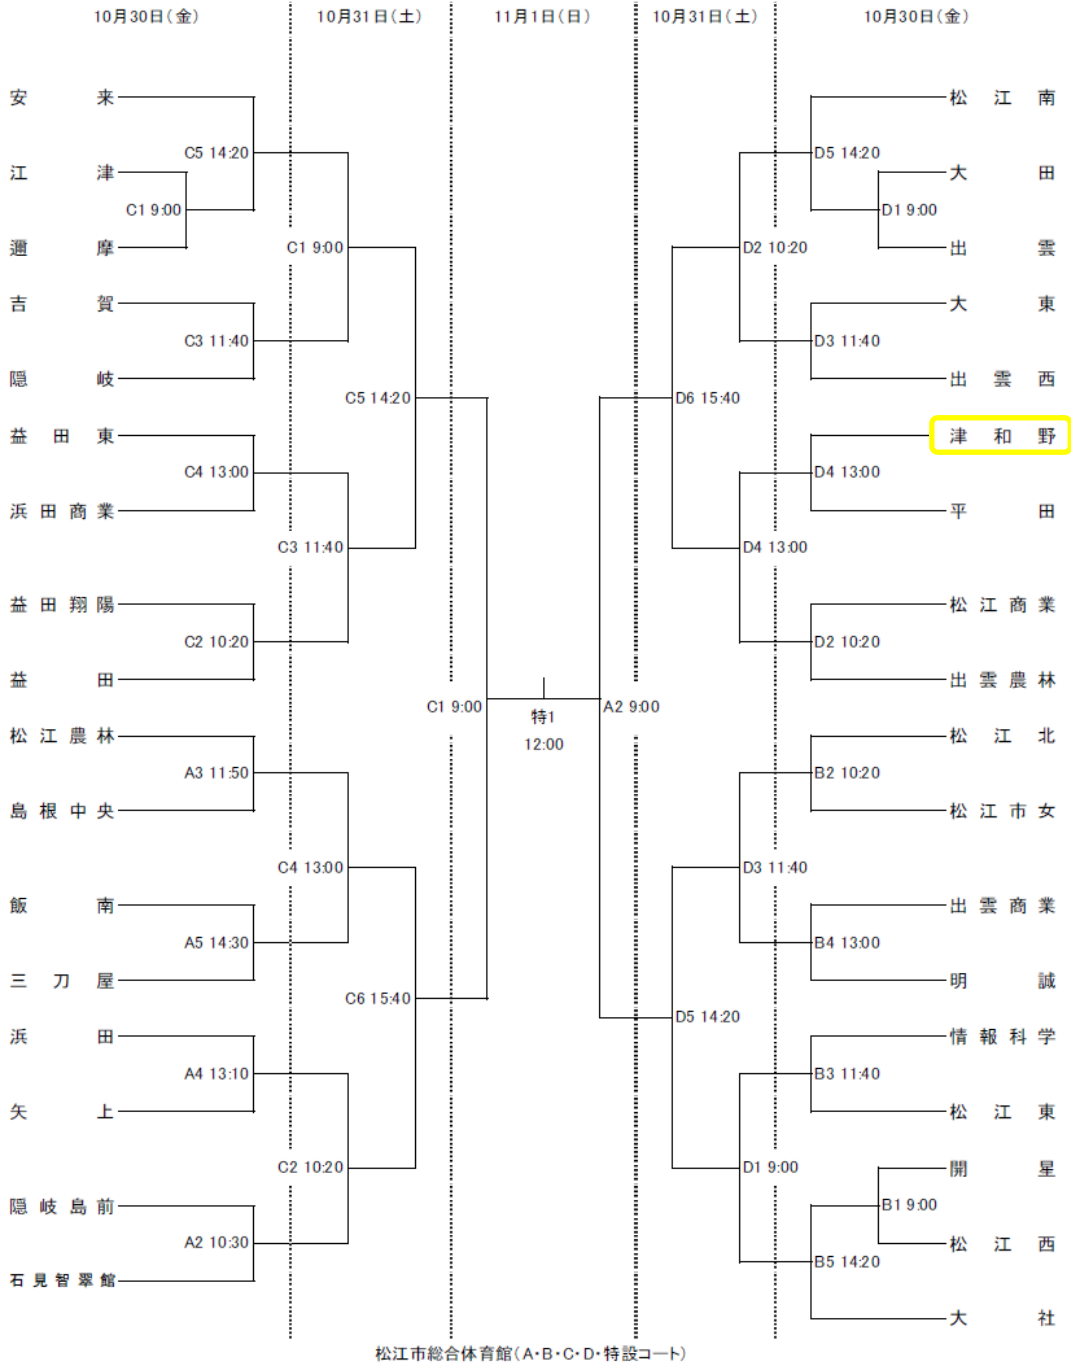 10月30日(金) 10月31日(土) 11月1日(日) 10月31日(土) 10月30日(金)
安来 松江南
C5 14:20 D5 14:20
江津 大田
C1 9:00 D1 9:00
邇摩 C1 9:00 D2 10:20 出雲
吉賀 大東
C3 11:40 D3 11:40
隠岐 出雲西
C5 14:20 D6 15:40
益田東 津和野
C4 13:00 D4 13:00
浜田商業 平田
C3 11:40 D4 13:00
益田翔陽 松江商業
C2 10:20 D2 10:20
益田 出雲農林
C1 9:00 特1 A2 9:00
12:00
松江農林 松江北
A3 11:50 B2 10:20
島根中央 松江市女
C4 13:00 D3 11:40
飯南 出雲商業
A5 14:30 B4 13:00
三刀屋 明誠
C6 15:40 D5 14:20
浜田 情報科学
A4 13:10 B3 11:40
矢上 松江東
C2 10:20 D1 9:00 開星
隠岐島前 B1 9:00
A2 10:30 松江西
B5 14:20
石見智翠館
大社
松江市総合体育館(A・B・C・D・特設コート)